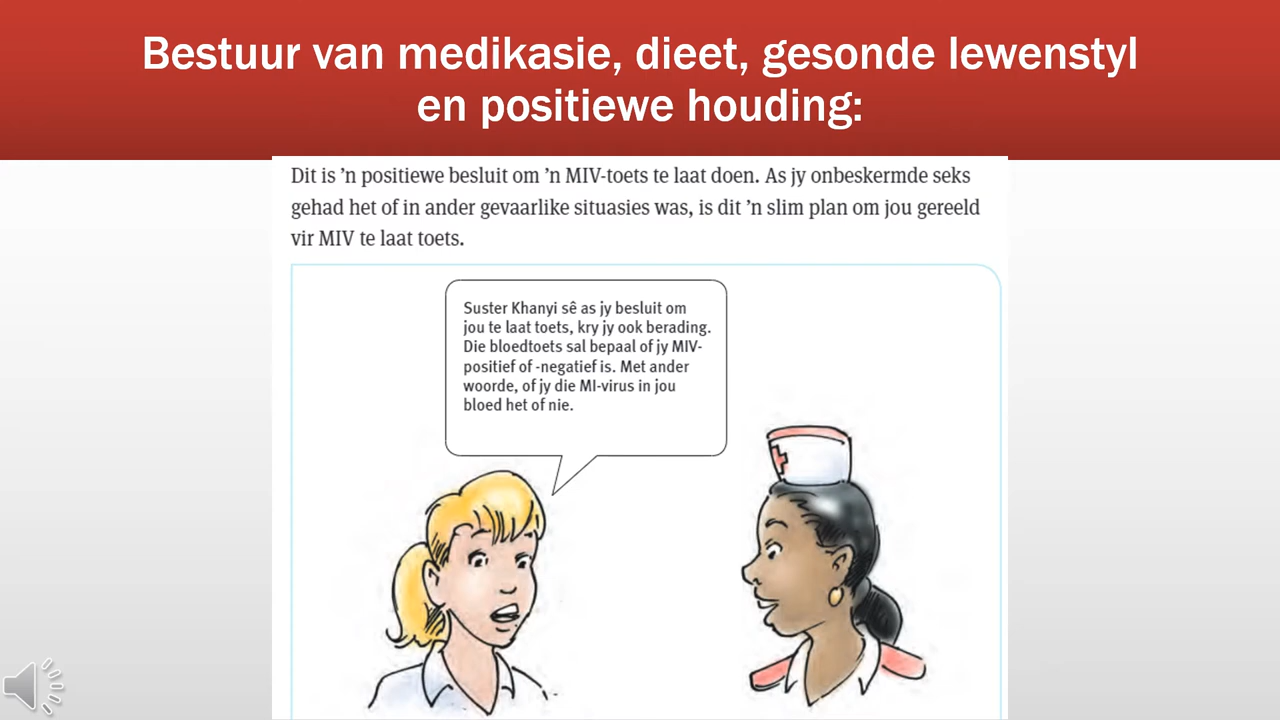 Bestuur van medikasie, dieet, gesonde lewenstyl
en positiewe houding:
Dit is ’n positiewe besluit om ’n MIV-toets te laat doen. As jy onbeskermde seks
gehad het of in ander gevaarlike situasies was, is dit ’n slim plan om jou gereeld
vir MIV te laat toets.
Suster Khanyi sê as jy besluit om
jou te laat toets, kry jy ook berading.
Die bloedtoets sal bepaal of jy MIV-
positief of -negatief is. Met ander
woorde, of jy die MI-virus in jou
bloed het of nie.